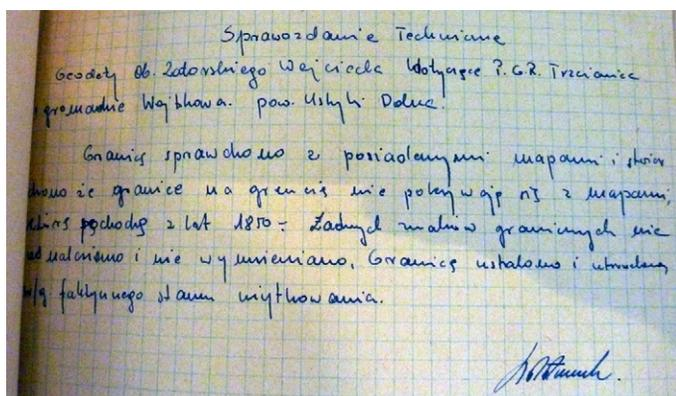 Sprawozdanie Techniczne
Geodety Ob. Zatorskiego Wojciecha dotyczące P.G.R. Trzcianiec
gromadzie Wojtkowa. pow. Ustrzyki Dolne.
Granicę sprawdzono z posiadanymi mapami i stwier
dzono że granice na gruncie nie pokrywają się z mapami,
które pochodzą z lat 1850 - Żadnych znaków granicznych nie
odnaleziono i nie wymieniano, Granicę ustalono i utrwalono
w/g faktycznego stanu użytkowania.